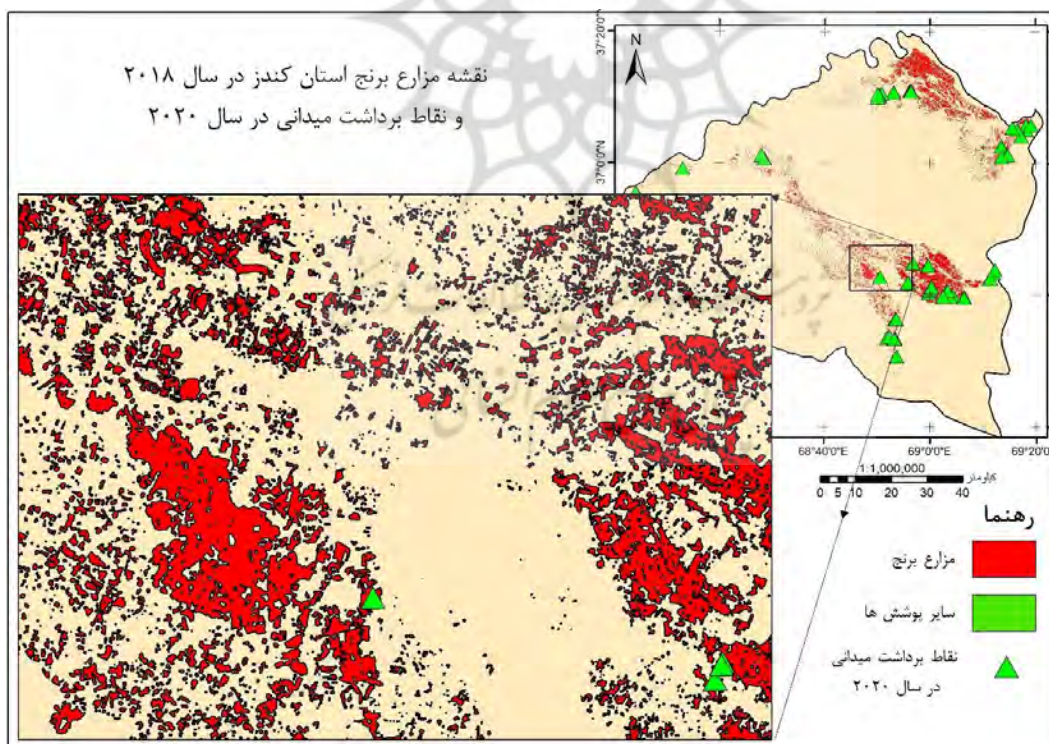 نقشه مزارع برنج استان کندز در سال ۲۰۱۸
و نقاط برداشت میدانی در سال ۲۰۲۰
N
37°20'0"
37°0'0"N
68°40'0"E
69°0'0"E
69°20'
1:1,000,000
کیلومتر
0 5 10 20 30 40
رهنما
مزارع برنج
سایر پوشش ها
نقاط برداشت میدانی
در سال ۲۰۲۰